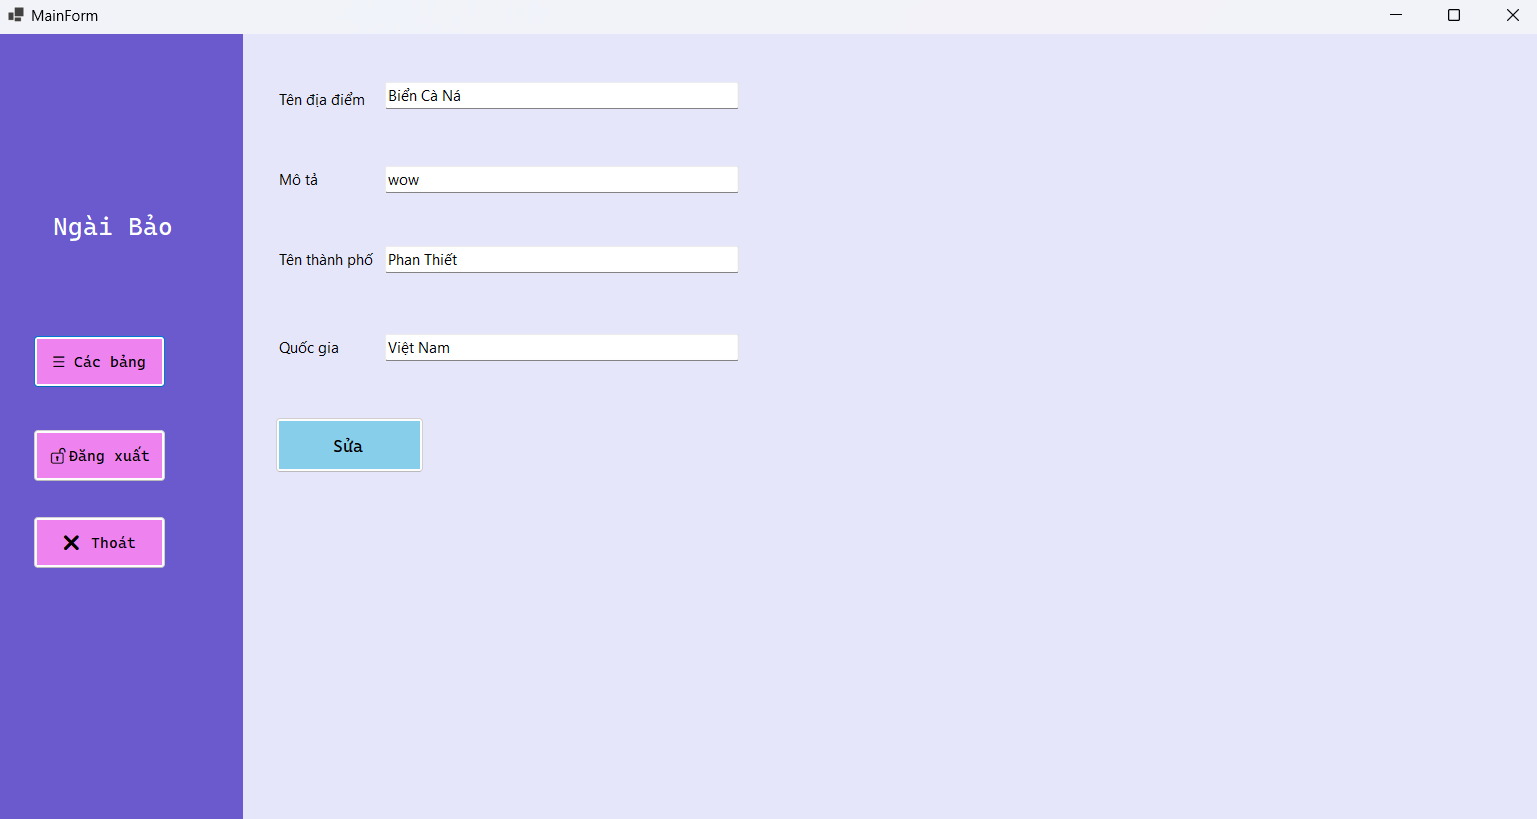 MainForm
Ngài Bảo
☰ Các bảng
Đăng xuất
Thoát
Tên địa điểm Biển Cà Ná
Mô tả wow
Tên thành phố Phan Thiết
Quốc gia Việt Nam
Sửa